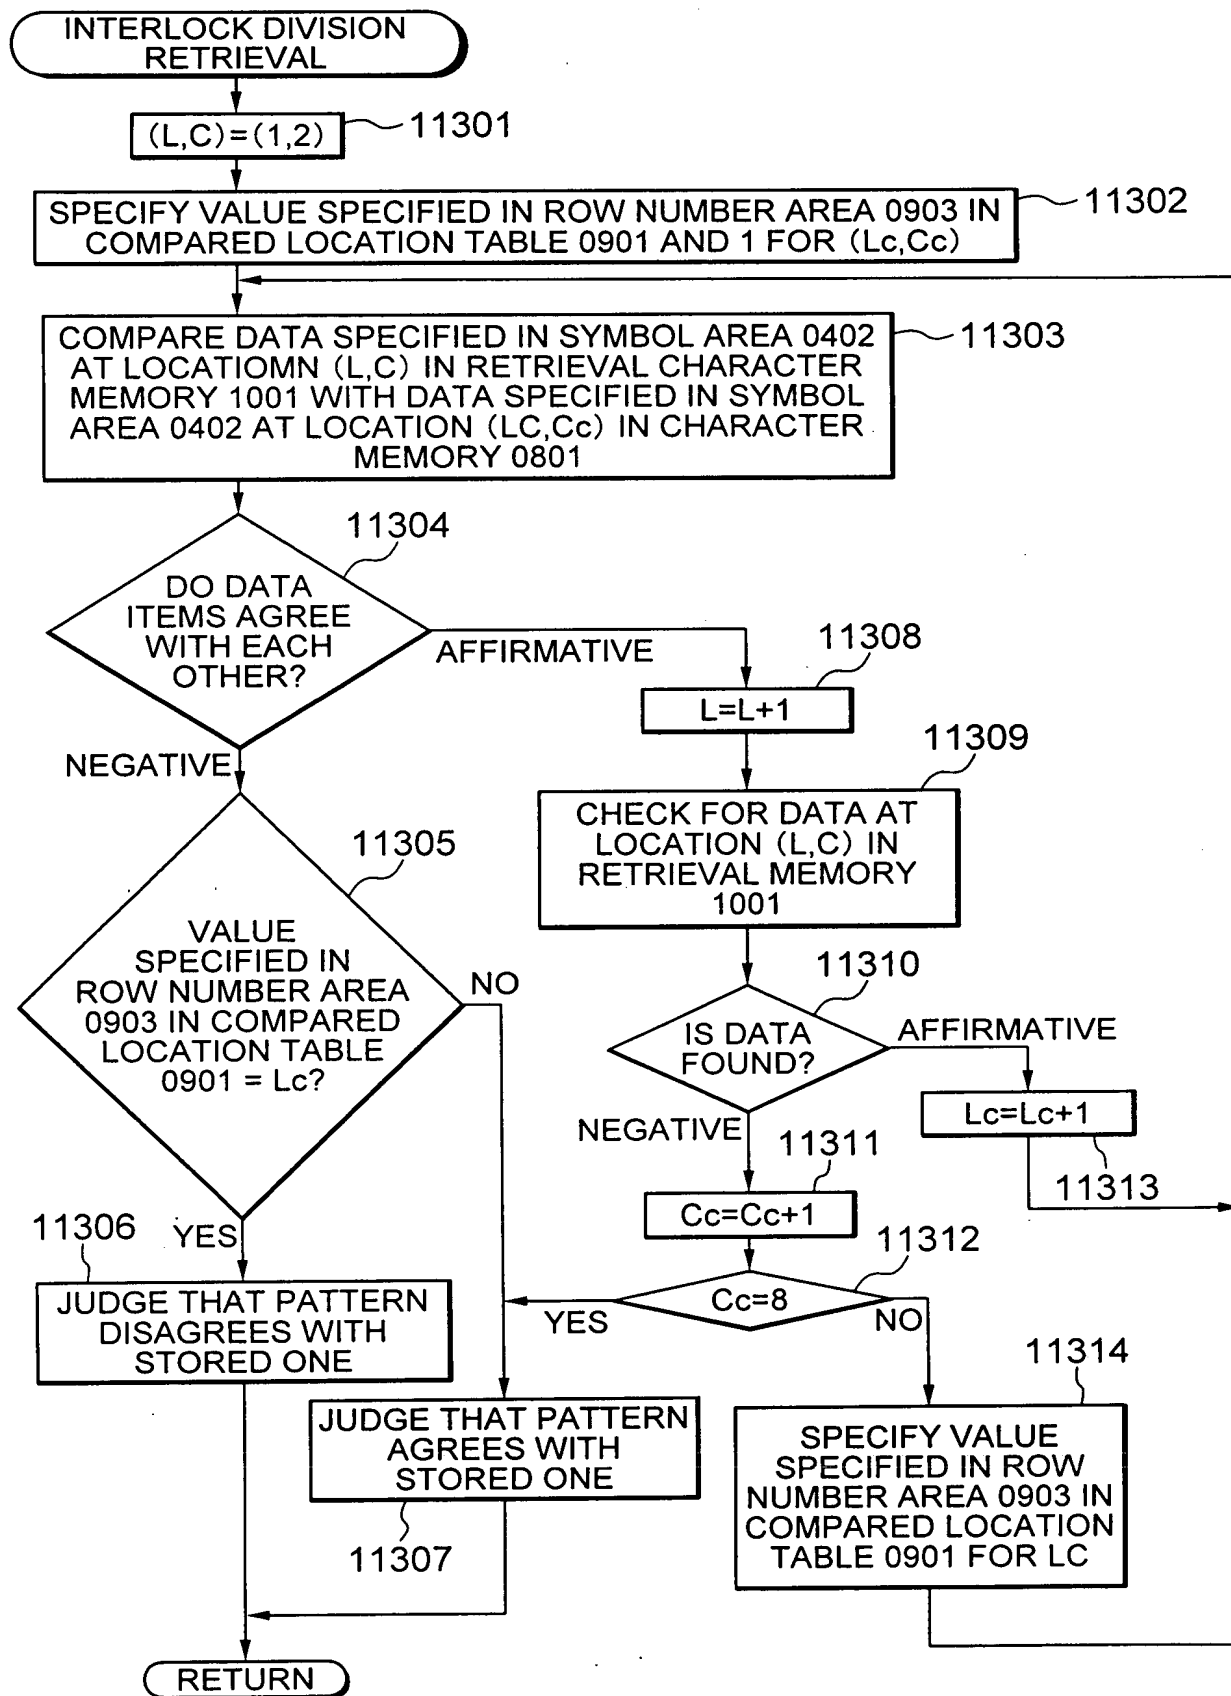 INTERLOCK DIVISION
RETRIEVAL
(L,C)=(1,2)
11301
SPECIFY VALUE SPECIFIED IN ROW NUMBER AREA 0903 IN
COMPARED LOCATION TABLE 0901 AND 1 FOR (Lc,Cc)
11302
COMPARE DATA SPECIFIED IN SYMBOL AREA 0402
AT LOCATIOMN (L,C) IN RETRIEVAL CHARACER
MEMORY 1001 WITH DATA SPECIFIED IN SYMBOL
AREA 0402 AT LOCATION (LC,Cc) IN CHARACTER
MEMORY 0801
11303
11304
DO DATA
ITEMS AGREE
WITH EACH
OTHER?
AFFIRMATIVE
NEGATIVE
11308
L=L+1
11309
CHECK FOR DATA AT
LOCATION (L,C) IN
RETRIEVAL MEMORY
1001
11305
VALUE
SPECIFIED IN
ROW NUMBER AREA
0903 IN COMPARED
LOCATION TABLE
0901 = Lc?
NO
YES
11310
IS DATA
FOUND?
AFFIRMATIVE
NEGATIVE
Lc=Lc+1
11313
11311
Cc=Cc+1
11312
Cc=8
YES
NO
11306
JUDGE THAT PATTERN
DISAGREES WITH
STORED ONE
JUDGE THAT PATTERN
AGREES WITH
STORED ONE
11307
11314
SPECIFY VALUE
SPECIFIED IN ROW
NUMBER AREA 0903 IN
COMPARED LOCATION
TABLE 0901 FOR LC
RETURN